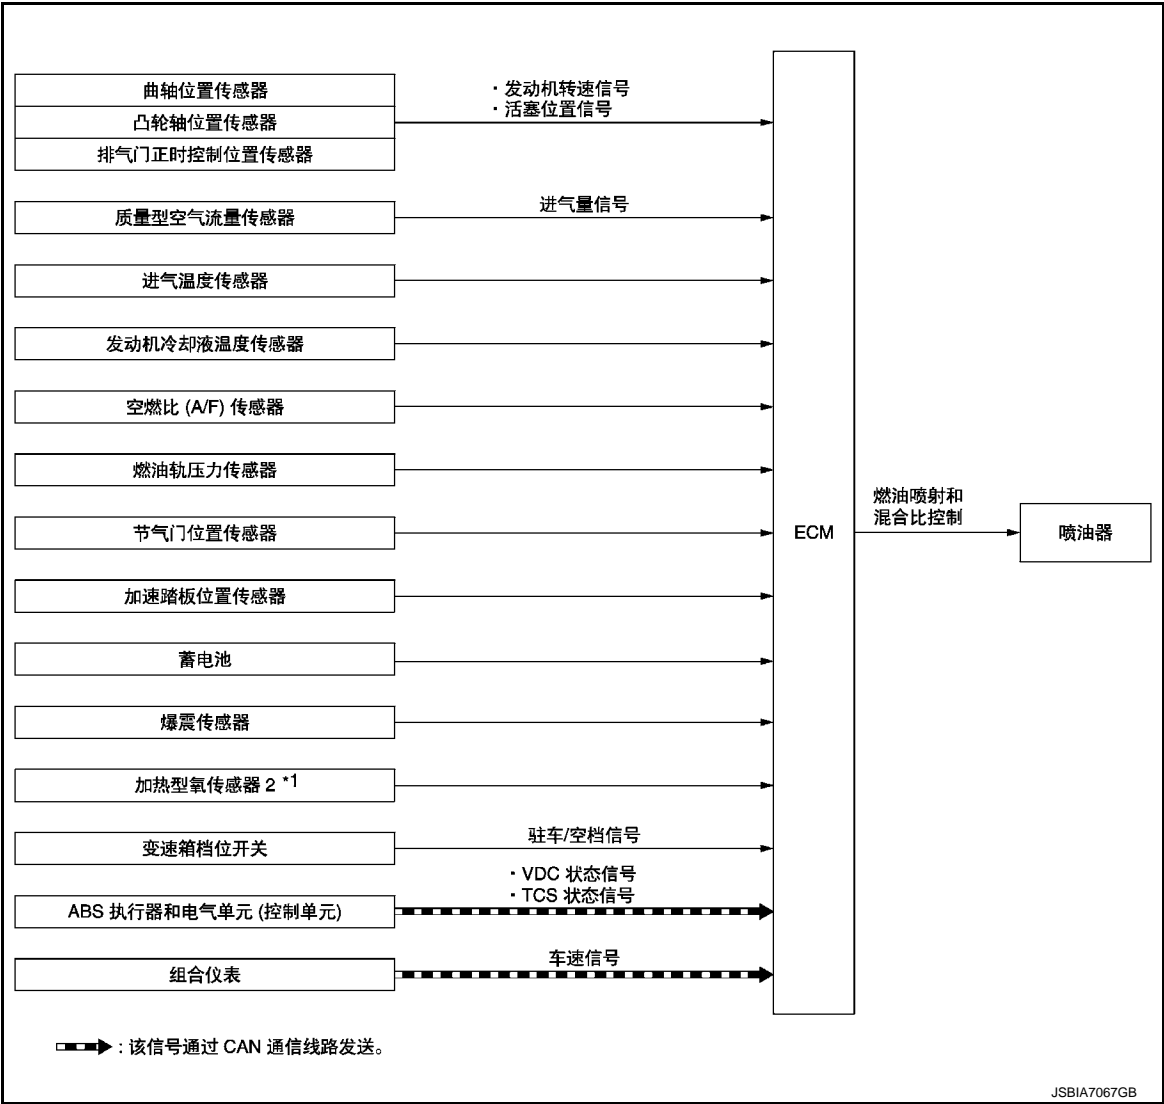 曲轴位置传感器
凸轮轴位置传感器
排气门正时控制位置传感器
· 发动机转速信号
· 活塞位置信号
质量型空气流量传感器
进气量信号
进气温度传感器
发动机冷却液温度传感器
空燃比 (A/F) 传感器
燃油轨压力传感器
节气门位置传感器
加速踏板位置传感器
蓄电池
爆震传感器
加热型氧传感器 2 *1
变速箱档位开关
驻车/空档信号
ABS 执行器和电气单元 (控制单元)
· VDC 状态信号
· TCS 状态信号
组合仪表
车速信号
ECM
燃油喷射和
混合比控制
喷油器
: 该信号通过 CAN 通信线路发送。
JSBIA7067GB